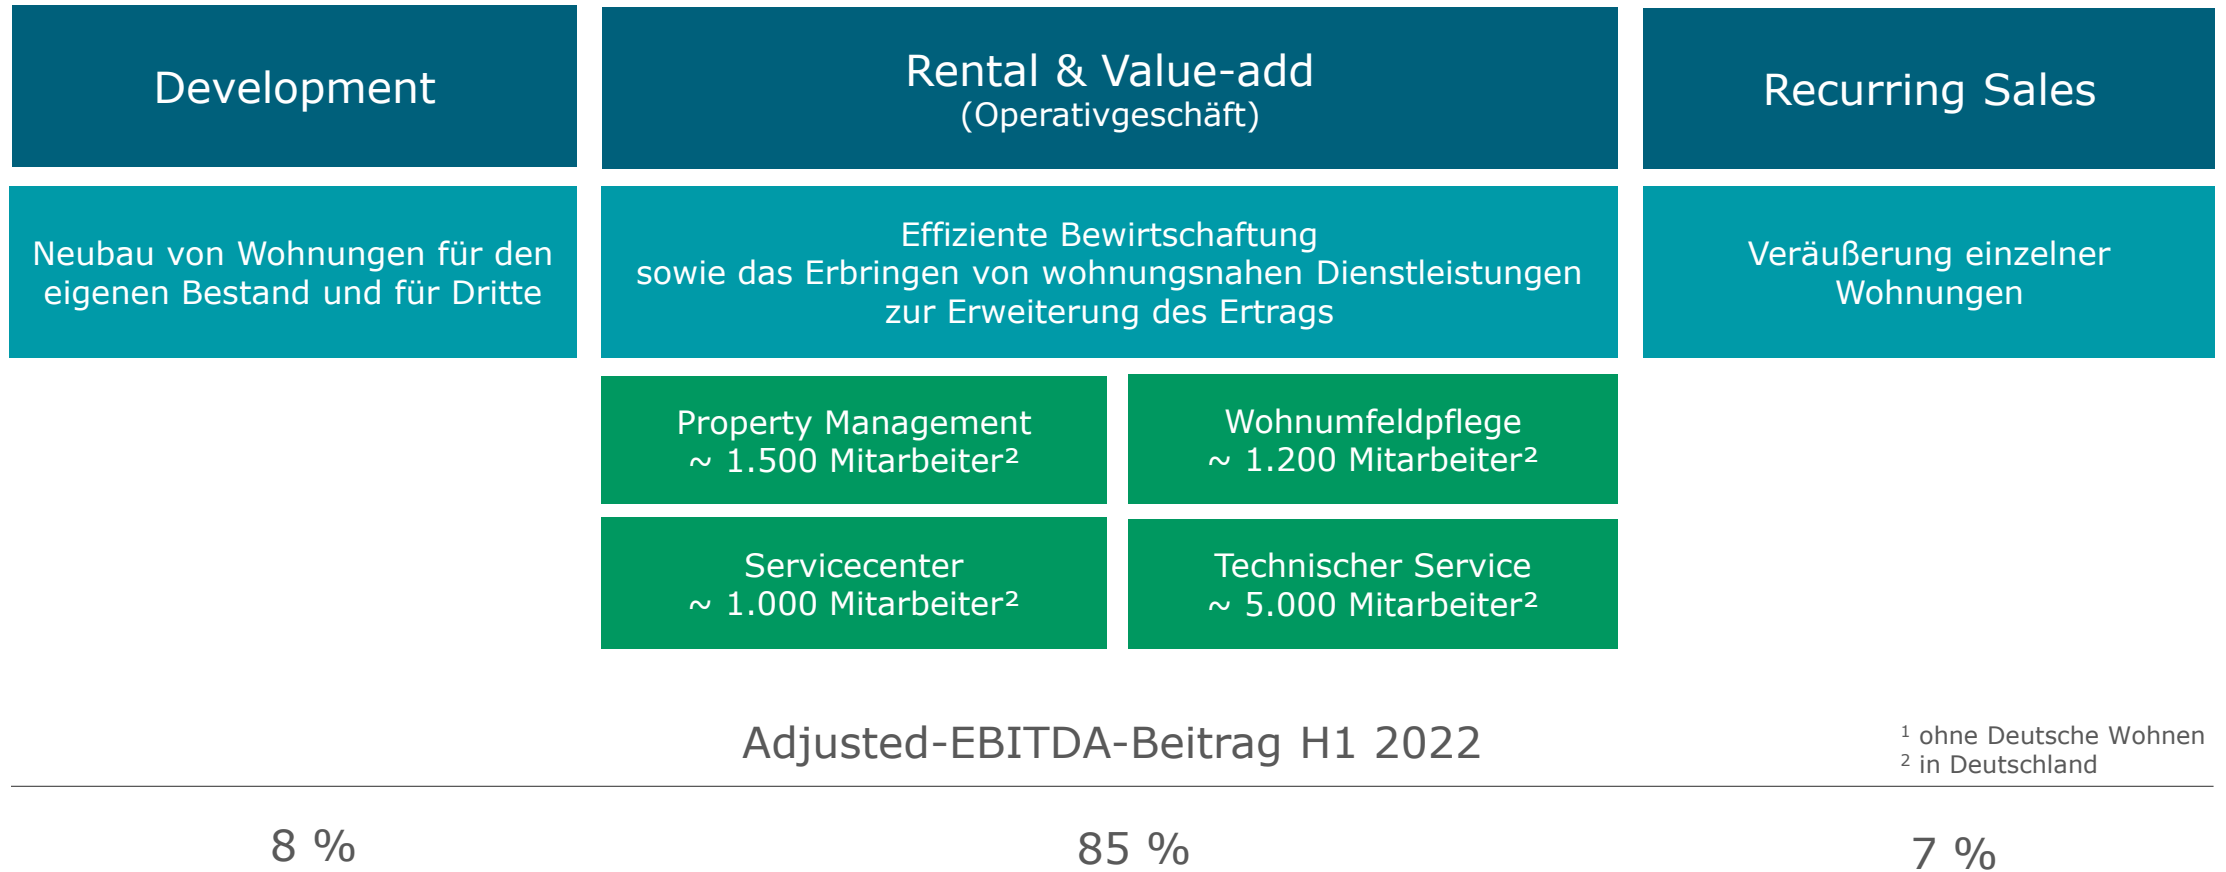 Development
Rental & Value-add
(Operativgeschäft)
Recurring Sales
Neubau von Wohnungen für den
eigenen Bestand und für Dritte
Effiziente Bewirtschaftung
sowie das Erbringen von wohnungsnahen Dienstleistungen
zur Erweiterung des Ertrags
Veräußerung einzelner
Wohnungen
Property Management
~ 1.500 Mitarbeiter²
Wohnumfeldpflege
~ 1.200 Mitarbeiter²
Servicecenter
~ 1.000 Mitarbeiter²
Technischer Service
~ 5.000 Mitarbeiter²
Adjusted-EBITDA-Beitrag H1 2022
¹ ohne Deutsche Wohnen
² in Deutschland
8 %
85 %
7 %